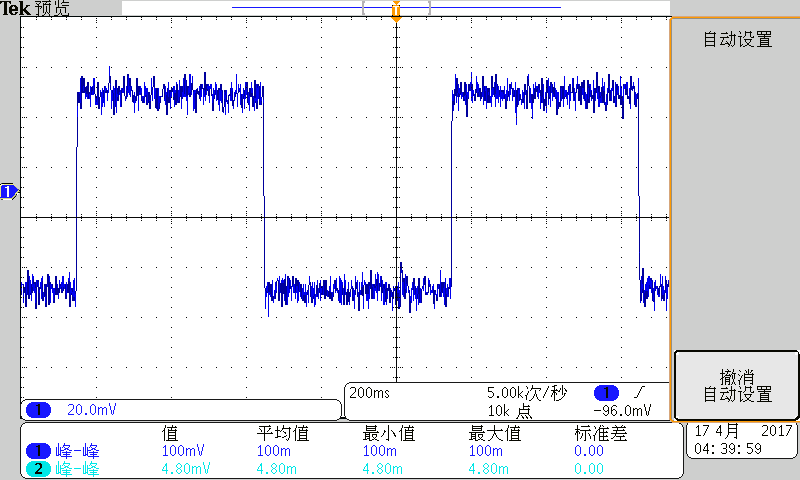 Tek 预览
T
自动设置
1
撤消
自动设置
1 20.0mV
200ms 5.00k次/秒 1
10k 点 -96.0mV
值 平均值 最小值 最大值 标准差
1 峰-峰 100mV 100m 100m 100m 0.00
2 峰-峰 4.80mV 4.80m 4.80m 4.80m 0.00
17 4月 2017
04:39:59